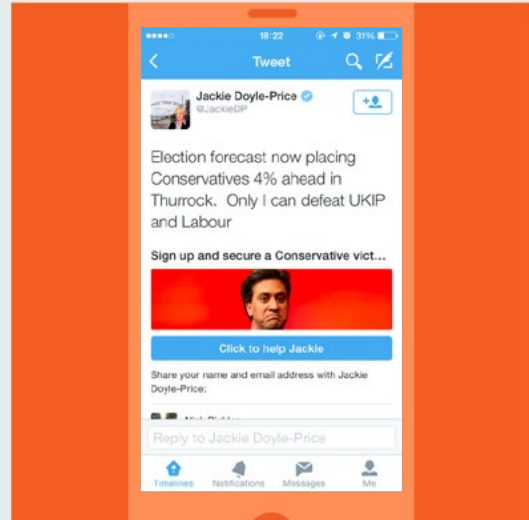 18:22 31%
Tweet
Jackie Doyle-Price
@JackieDP
Election forecast now placing
Conservatives 4% ahead in
Thurrock. Only I can defeat UKIP
and Labour
Sign up and secure a Conservative vict...
Click to help Jackie
Share your name and email address with Jackie
Doyle-Price:
Reply to Jackie Doyle-Price
Timelines Notifications Messages Me